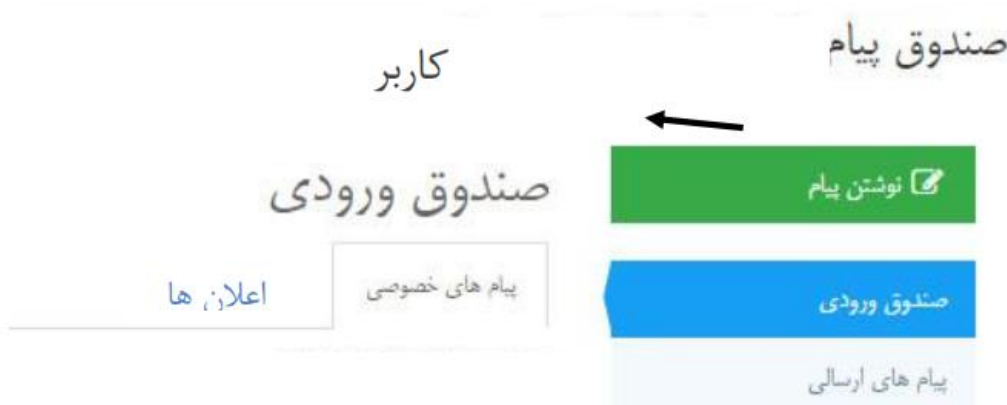 صندوق پیام
کاربر
نوشتن پیام
صندوق ورودی
پیام های ارسالی
صندوق ورودی
پیام های خصوصی
اعلان ها